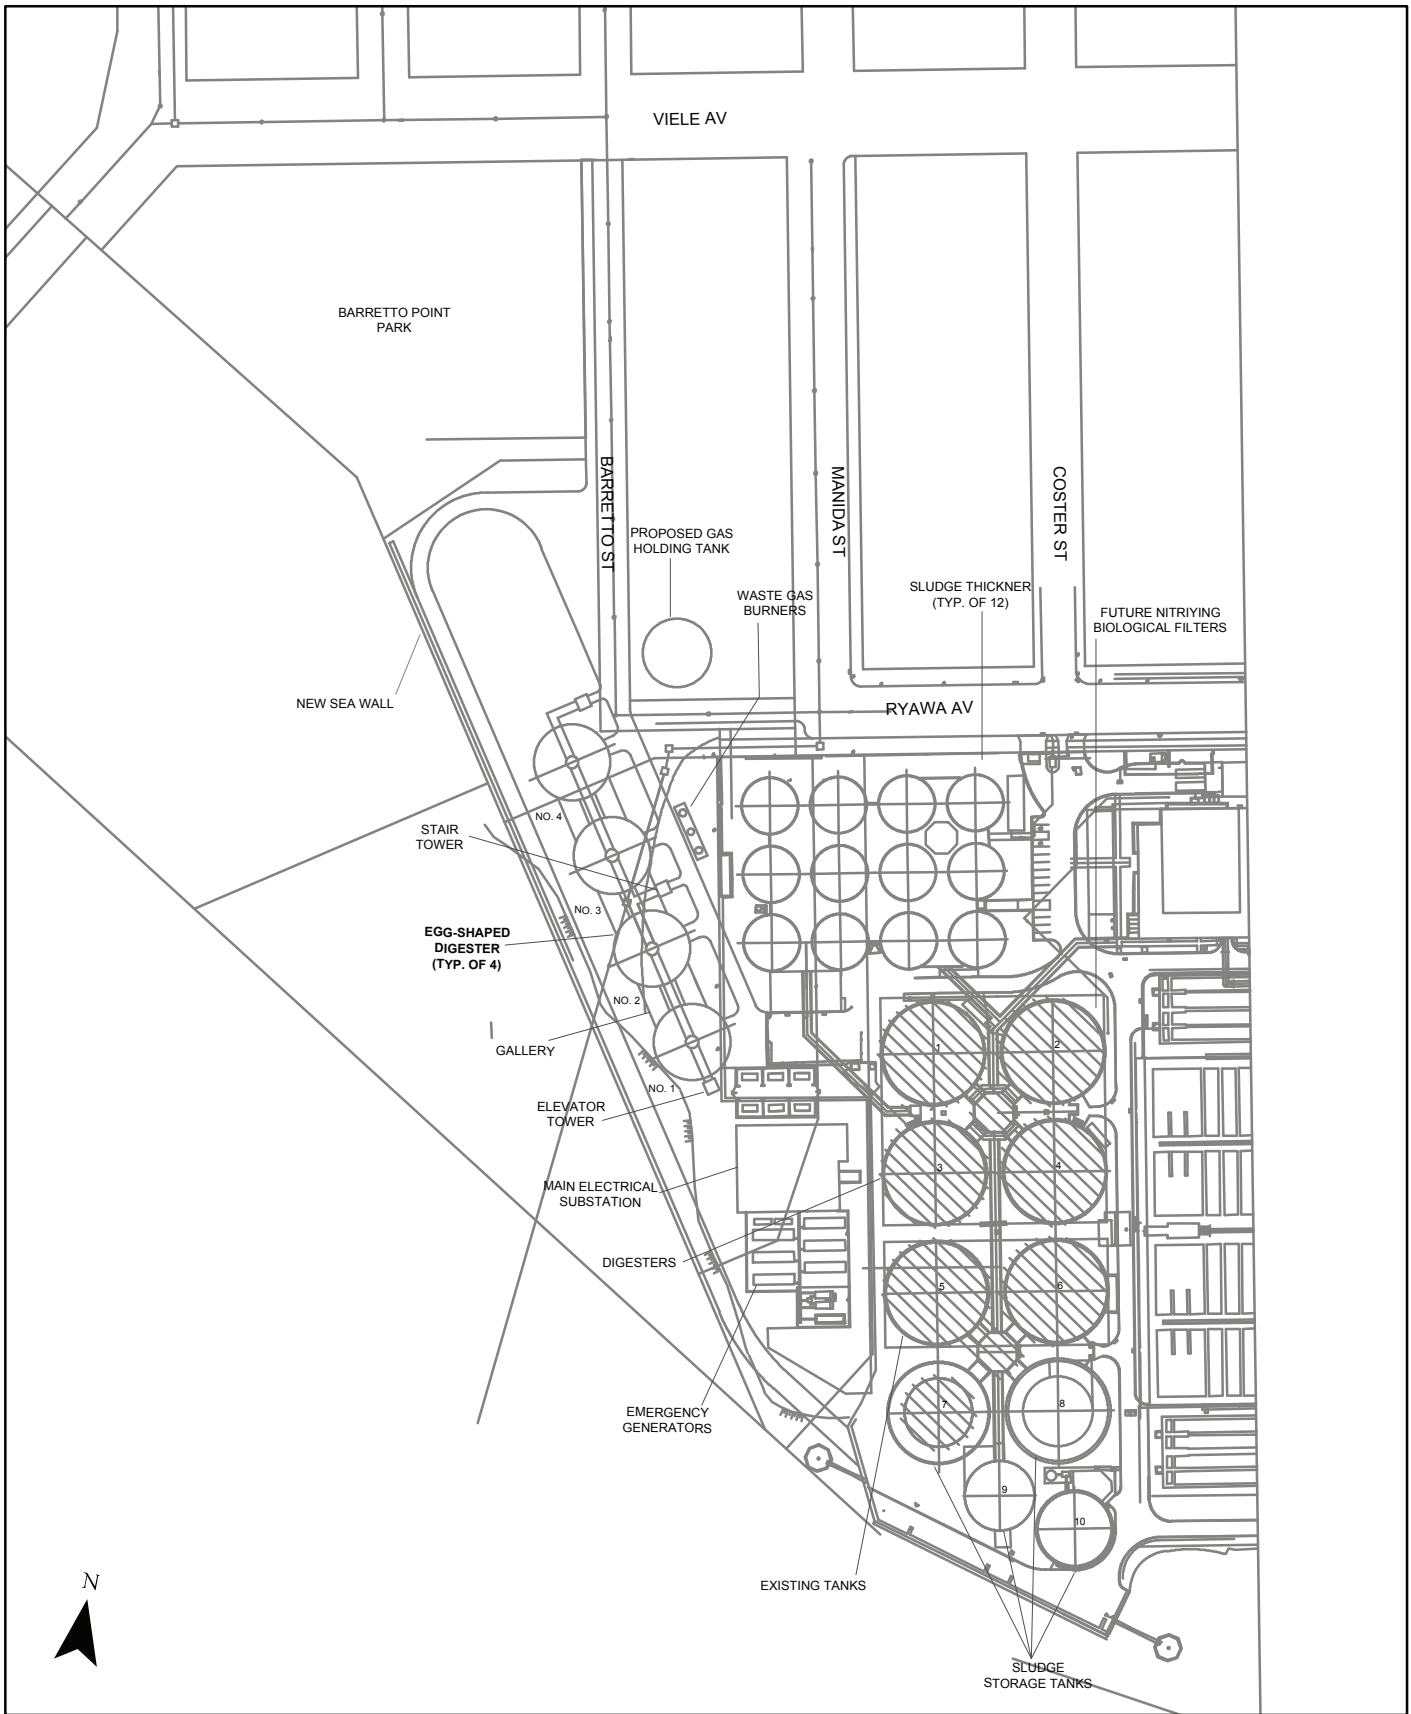 VIELE AV
BARRETTO POINT
PARK
BARRETTO ST
MANIDA ST
COSTER ST
PROPOSED GAS
HOLDING TANK
WASTE GAS
BURNERS
SLUDGE THICKNER
(TYP. OF 12)
FUTURE NITRIYING
BIOLOGICAL FILTERS
NEW SEA WALL
RYAWA AV
NO. 4
STAIR
TOWER
NO. 3
EGG-SHAPED
DIGESTER
(TYP. OF 4)
NO. 2
GALLERY
NO. 1
ELEVATOR
TOWER
1
2
3
4
MAIN ELECTRICAL
SUBSTATION
DIGESTERS
5
6
EMERGENCY
GENERATORS
7
8
9
10
EXISTING TANKS
N
SLUDGE
STORAGE TANKS